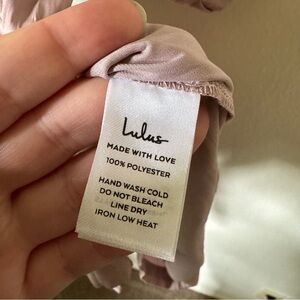 Lulus
MADE WITH LOVE
100% POLYESTER
HAND WASH COLD
DO NOT BLEACH
LINE DRY
IRON LOW HEAT